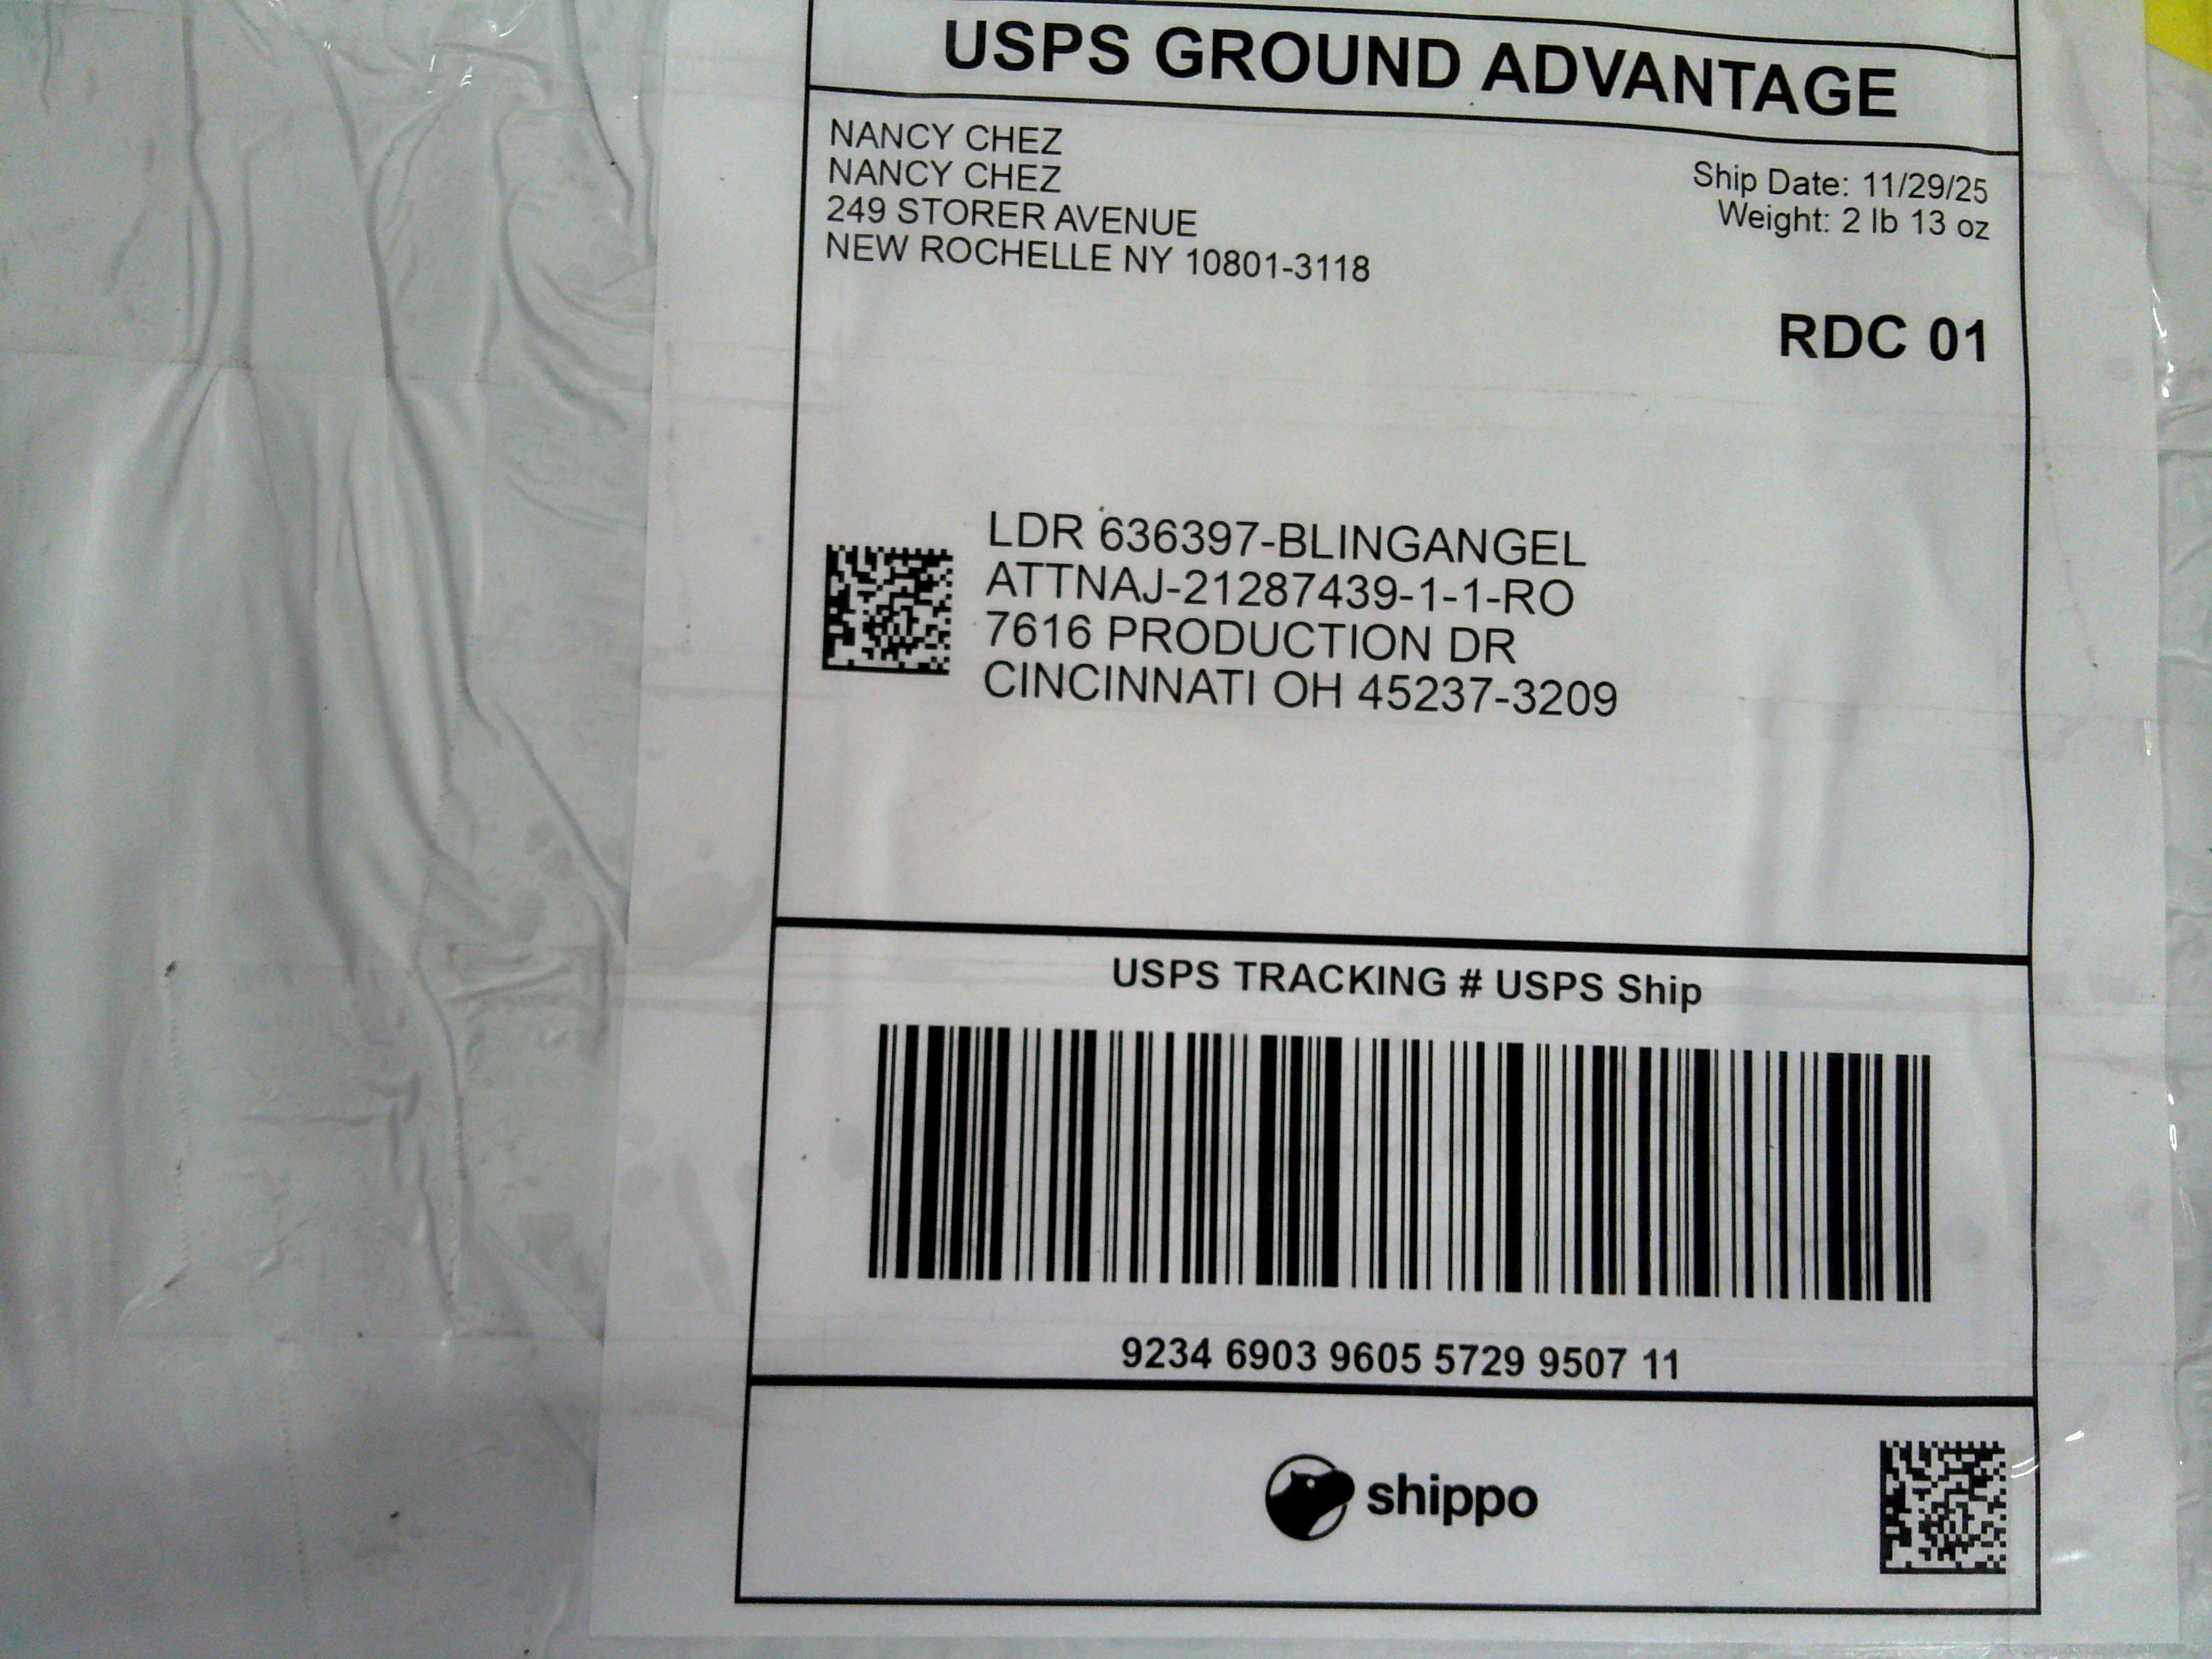 USPS GROUND ADVANTAGE
NANCY CHEZ
NANCY CHEZ
249 STORER AVENUE
NEW ROCHELLE NY 10801-3118
Ship Date: 11/29/25
Weight: 2 lb 13 oz
RDC 01
LDR 636397-BLINGANGEL
ATTNAJ-21287439-1-1-RO
7616 PRODUCTION DR
CINCINNATI OH 45237-3209
USPS TRACKING # USPS Ship
9234 6903 9605 5729 9507 11
shippo